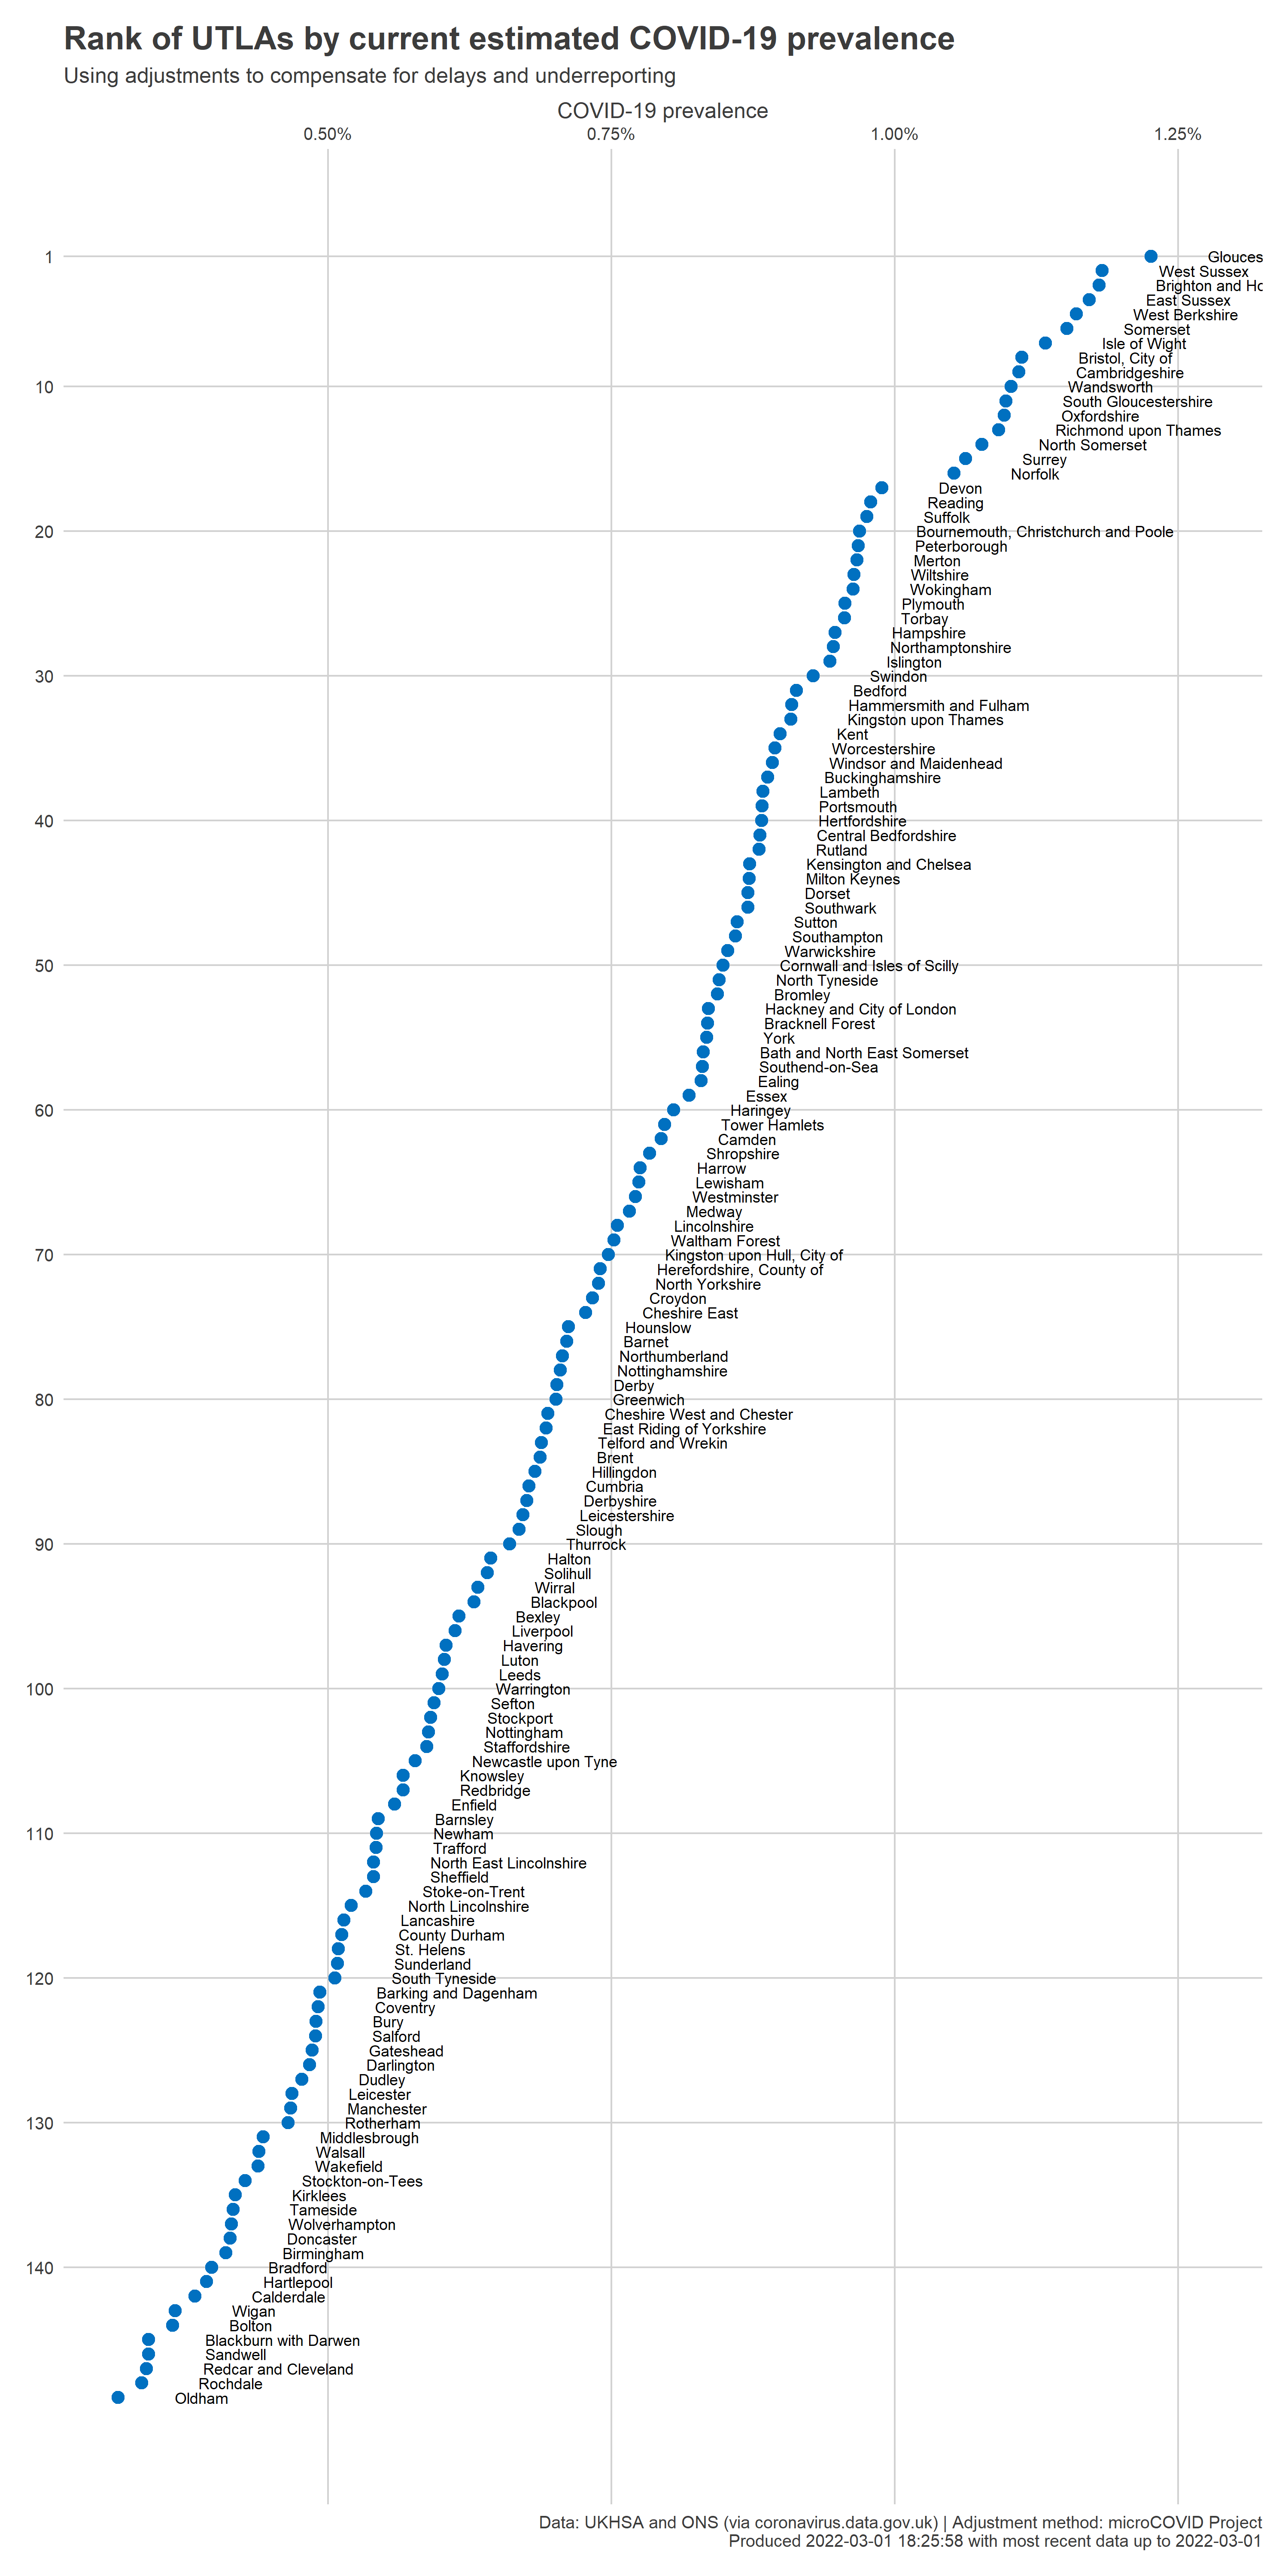 Rank of UTLAs by current estimated COVID-19 prevalence
Using adjustments to compensate for delays and underreporting
COVID-19 prevalence
0.50% 0.75% 1.00% 1.25%
1 Glouces
West Sussex
Brighton and Ho
East Sussex
West Berkshire
Somerset
Isle of Wight
Bristol, City of
Cambridgeshire
10 Wandsworth
South Gloucestershire
Oxfordshire
Richmond upon Thames
North Somerset
Surrey
Norfolk
Devon
Reading
Suffolk
20 Bournemouth, Christchurch and Poole
Peterborough
Merton
Wiltshire
Wokingham
Plymouth
Torbay
Hampshire
Northamptonshire
Islington
30 Swindon
Bedford
Hammersmith and Fulham
Kingston upon Thames
Kent
Worcestershire
Windsor and Maidenhead
Buckinghamshire
Lambeth
Portsmouth
40 Hertfordshire
Central Bedfordshire
Rutland
Kensington and Chelsea
Milton Keynes
Dorset
Southwark
Sutton
Southampton
Warwickshire
50 Cornwall and Isles of Scilly
North Tyneside
Bromley
Hackney and City of London
Bracknell Forest
York
Bath and North East Somerset
Southend-on-Sea
Ealing
Essex
60 Haringey
Tower Hamlets
Camden
Shropshire
Harrow
Lewisham
Westminster
Medway
Lincolnshire
Waltham Forest
70 Kingston upon Hull, City of
Herefordshire, County of
North Yorkshire
Croydon
Cheshire East
Hounslow
Barnet
Northumberland
Nottinghamshire
Derby
80 Greenwich
Cheshire West and Chester
East Riding of Yorkshire
Telford and Wrekin
Brent
Hillingdon
Cumbria
Derbyshire
Leicestershire
Slough
90 Thurrock
Halton
Solihull
Wirral
Blackpool
Bexley
Liverpool
Havering
Luton
Leeds
100 Warrington
Sefton
Stockport
Nottingham
Staffordshire
Newcastle upon Tyne
Knowsley
Redbridge
Enfield
Barnsley
110 Newham
Trafford
North East Lincolnshire
Sheffield
Stoke-on-Trent
North Lincolnshire
Lancashire
County Durham
St. Helens
Sunderland
120 South Tyneside
Barking and Dagenham
Coventry
Bury
Salford
Gateshead
Darlington
Dudley
Leicester
Manchester
130 Rotherham
Middlesbrough
Walsall
Wakefield
Stockton-on-Tees
Kirklees
Tameside
Wolverhampton
Doncaster
Birmingham
140 Bradford
Hartlepool
Calderdale
Wigan
Bolton
Blackburn with Darwen
Sandwell
Redcar and Cleveland
Rochdale
Oldham
Data: UKHSA and ONS (via coronavirus.data.gov.uk) | Adjustment method: microCOVID Project
Produced 2022-03-01 18:25:58 with most recent data up to 2022-03-01